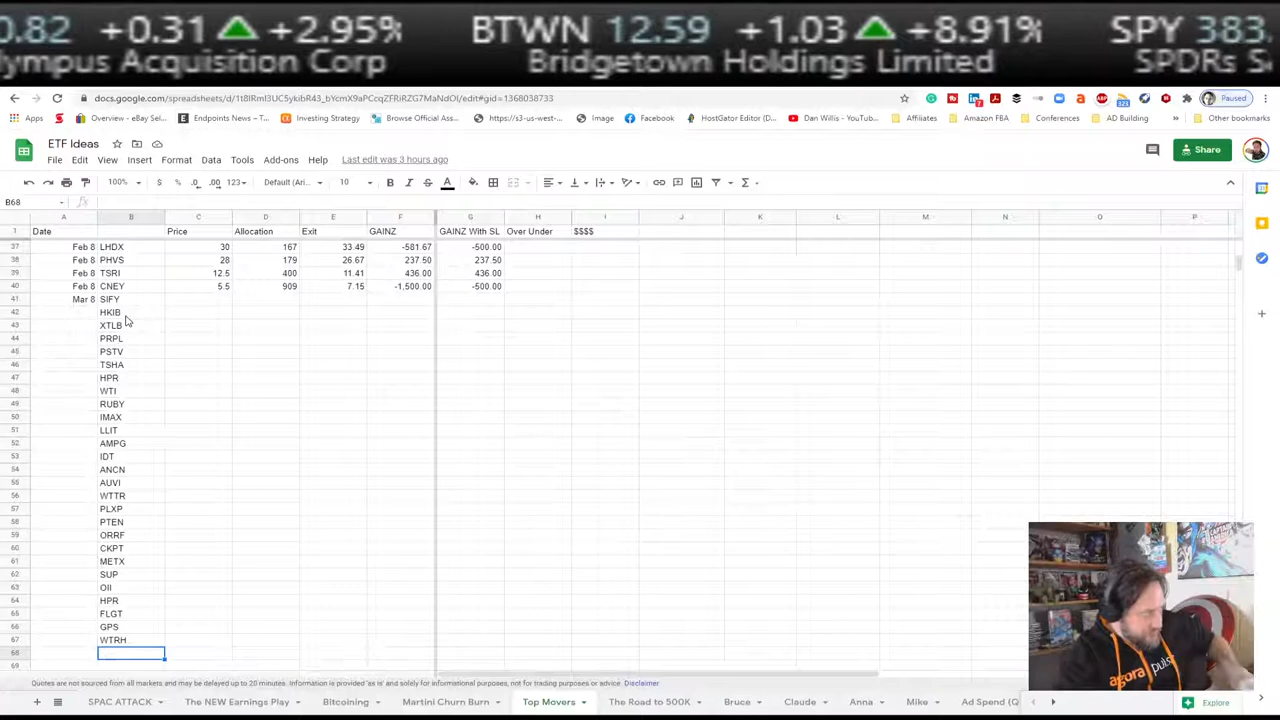 0.82 +0.31 +2.95% BTWN 12.59 +1.03 +8.91% SPY 383.
lympus Acquisition Corp Bridgetown Holdings Limited SPDRs S
docs.google.com/spreadsheets/d/
Paused
Apps Overview - eBay Sel... Endpoints News – T... Investing Strategy Browse Official Ass... https://s3-us-west-... Image Facebook HostGator Editor (D... Dan Willis - YouTub... Affiliates Amazon FBA Conferences AD Building » Other bookmarks
ETF Ideas
File Edit View Insert Format Data Tools Add-ons Help Last edit was 3 hours ago
Share
100% $ % .0 .00 123 Default (Ari... 10 B I S A
B68 fx
A B C D E F G H I J K L M N O P
1 Date Price Allocation Exit GAINZ GAINZ With SL Over Under $$$$
37 Feb 8 LHDX 30 167 33.49 -581.67 -500.00
38 Feb 8 PHVS 28 179 26.67 237.50 237.50
39 Feb 8 TSRI 12.5 400 11.41 436.00 436.00
40 Feb 8 CNEY 5.5 909 7.15 -1,500.00 -500.00
41 Mar 8 SIFY
42 HKIB
43 XTLB
44 PRPL
45 PSTV
46 TSHA
47 HPR
48 WTI
49 RUBY
50 IMAX
51 LLIT
52 AMPG
53 IDT
54 ANCN
55 AUVI
56 WTTR
57 PLXP
58 PTEN
59 ORRF
60 CKPT
61 METX
62 SUP
63 OII
64 HPR
65 FLGT
66 GPS
67 WTRH
68
69
agora pulse
Quotes are not sourced from all markets and may be delayed up to 20 minutes. Information is provided 'as is' and solely for informational purposes, not for trading purposes or advice. Disclaimer
SPAC ATTACK The NEW Earnings Play Bitcoining Martini Churn Burn Top Movers The Road to 500K Bruce Claude Anna Mike Ad Spend (Q Explore